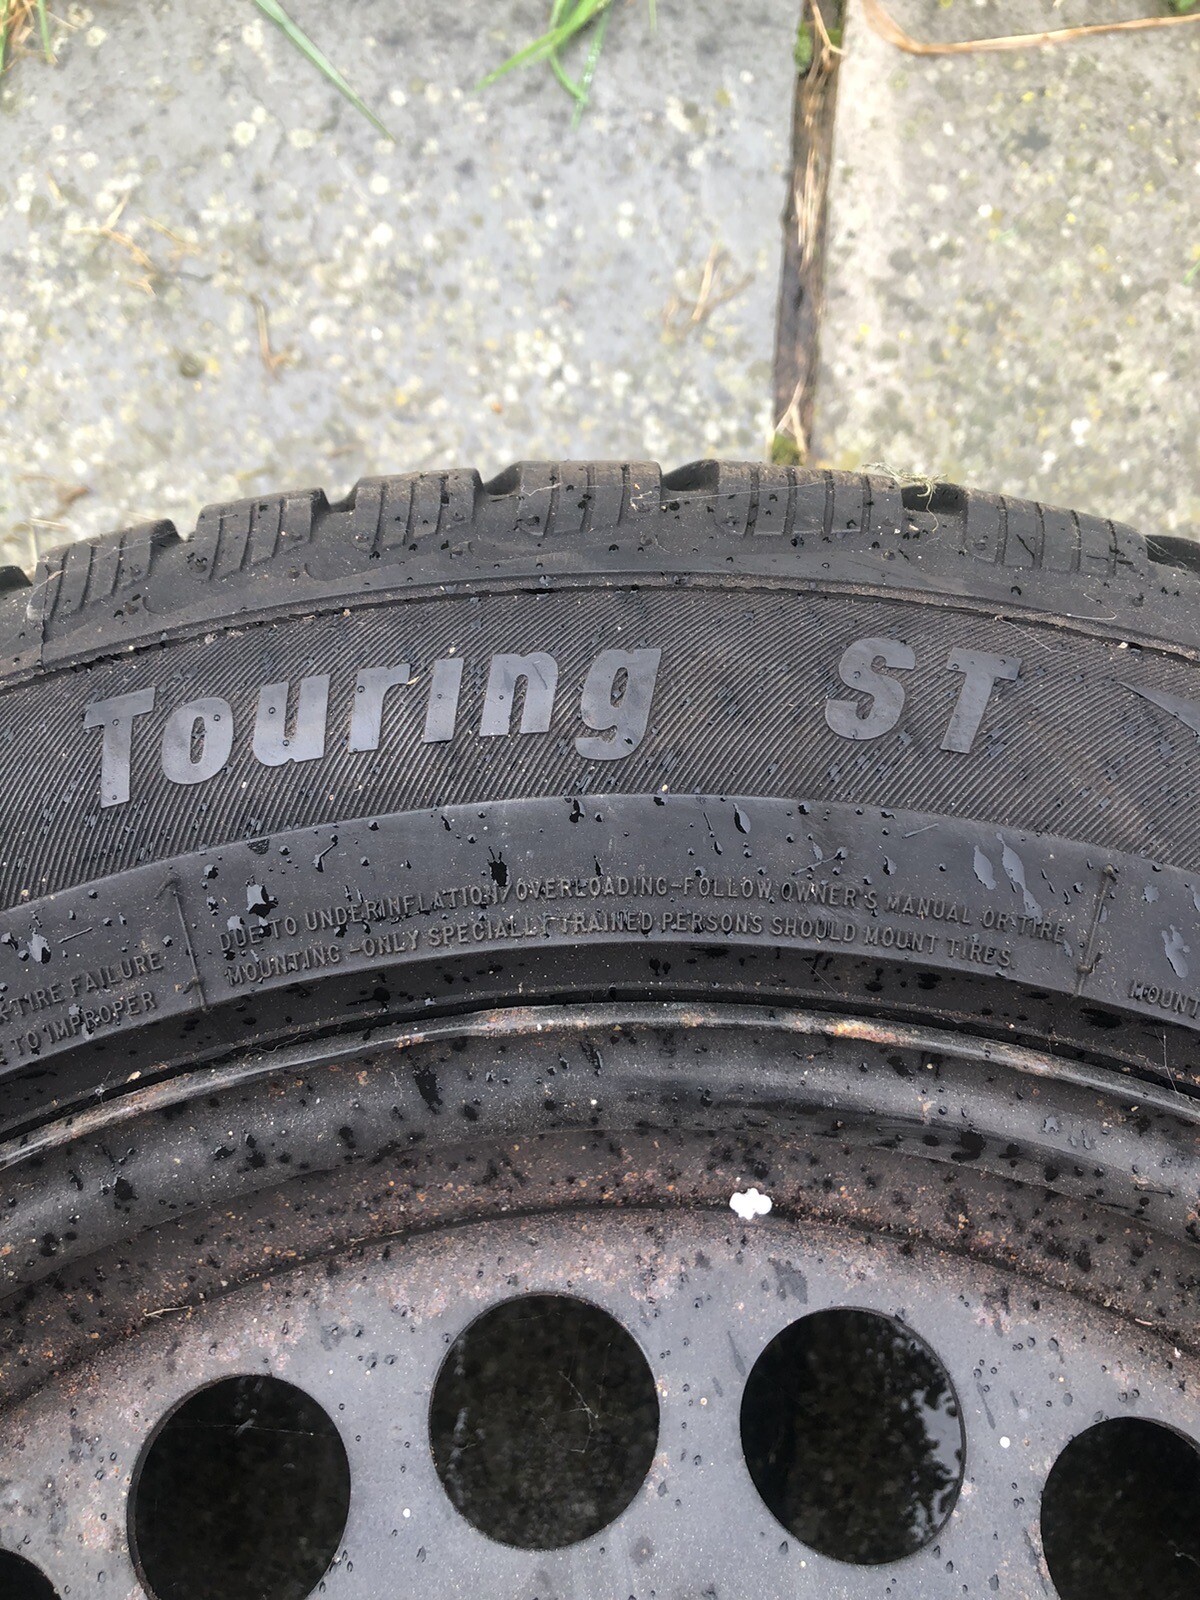 Touring ST
DUE TO UNDERINFLATION/OVERLOADING-FOLLOW OWNER'S MANUAL OR TIRE
MOUNTING -ONLY SPECIALLY TRAINED PERSONS SHOULD MOUNT TIRES.
TIRE FAILURE
TO IMPROPER
MOUNT